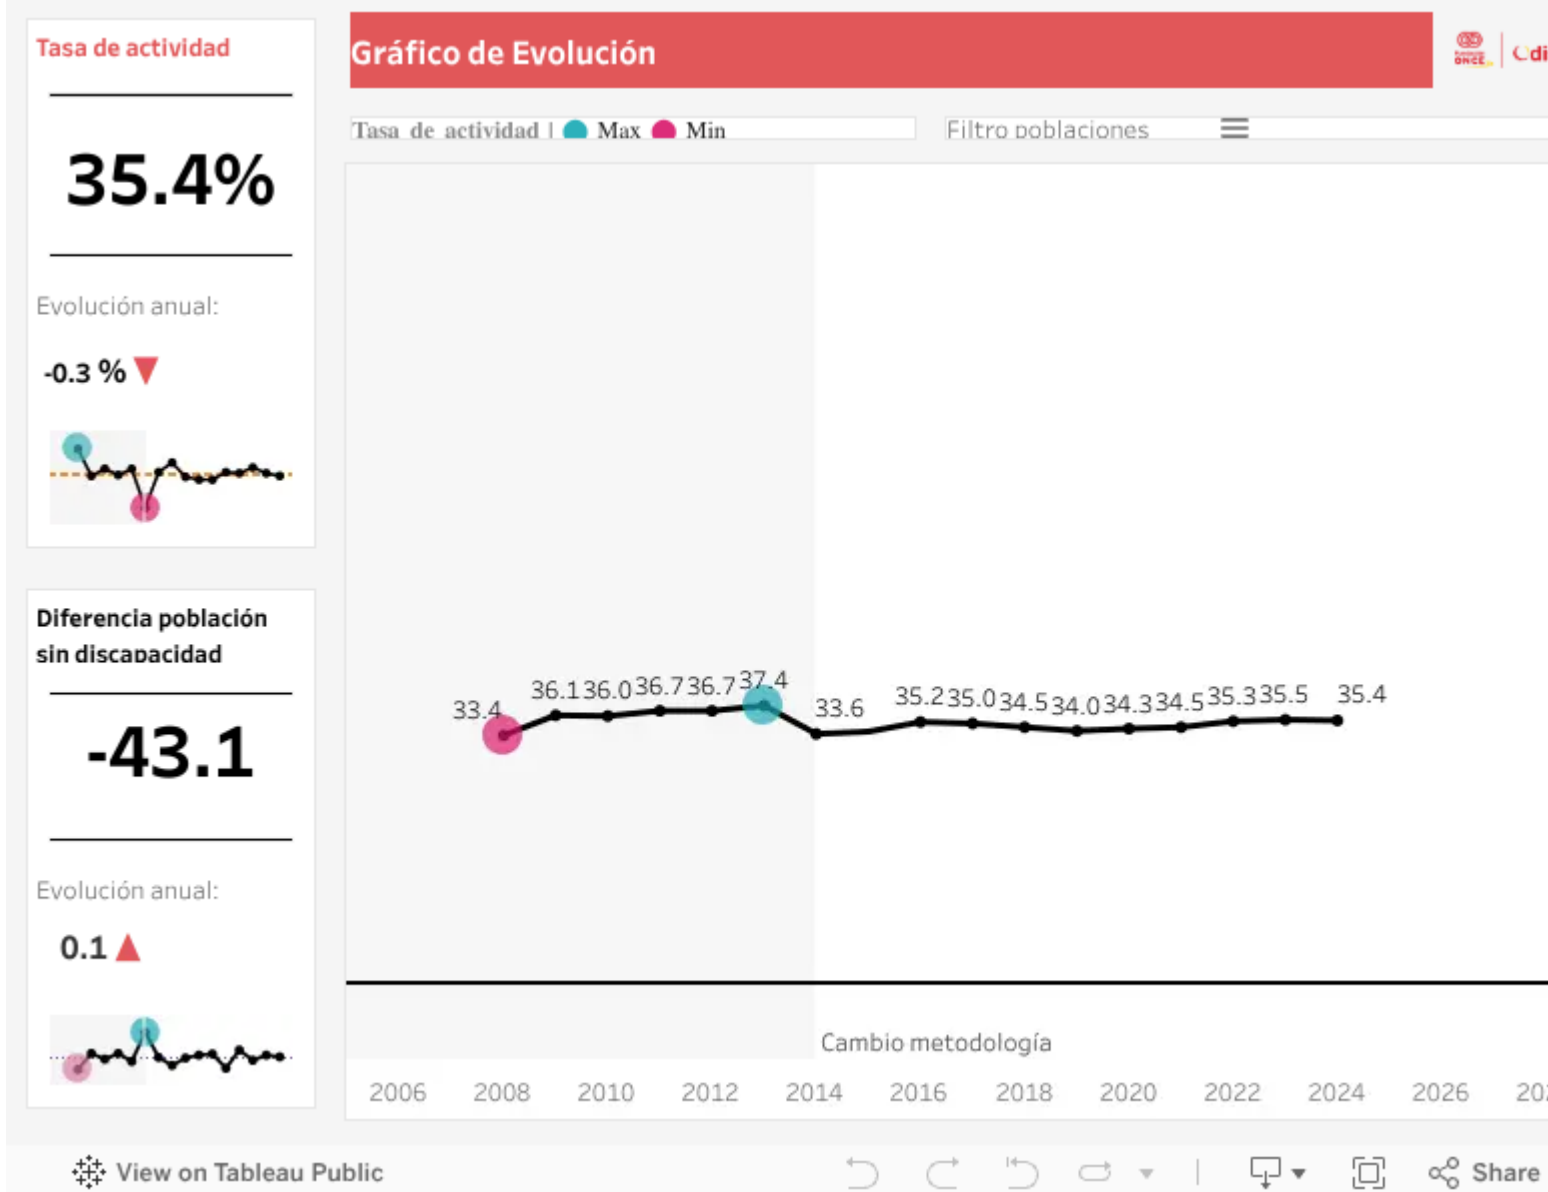 Tasa de actividad
35.4%
Evolución anual:
-0.3 %
Diferencia población
sin discapacidad
-43.1
Evolución anual:
0.1
Gráfico de Evolución
Fundación
ONCE
Odi
Tasa de actividad | Max Min
Filtro poblaciones
33.4 36.1 36.0 36.7 36.7 37.4 33.6 35.2 35.0 34.5 34.0 34.3 34.5 35.3 35.5 35.4
Cambio metodología
2006 2008 2010 2012 2014 2016 2018 2020 2022 2024 2026
View on Tableau Public
Share